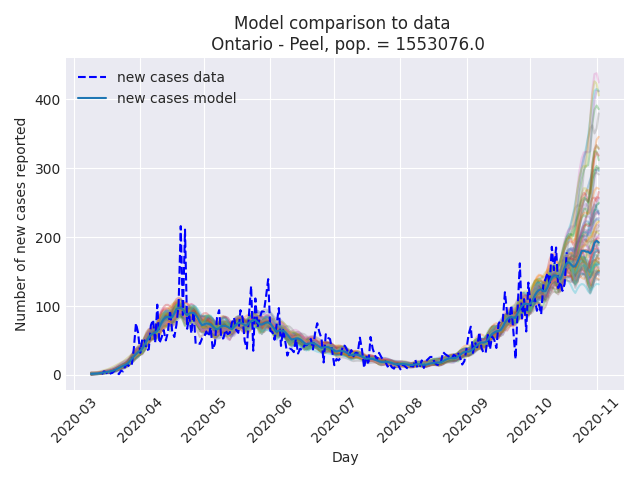 Model comparison to data
Ontario - Peel, pop. = 1553076.0
new cases data
new cases model
Number of new cases reported
400
300
200
100
0
2020-03
2020-04
2020-05
2020-06
2020-07
2020-08
2020-09
2020-10
2020-11
Day